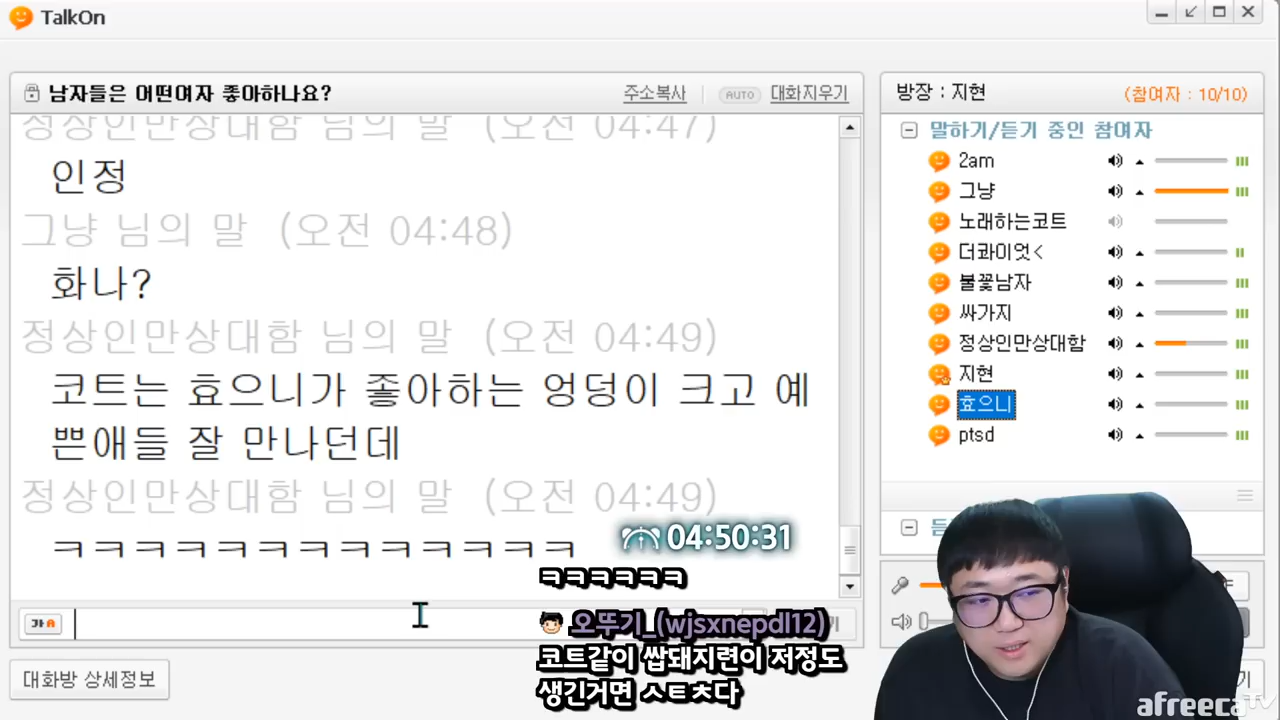 TalkOn
남자들은 어떤여자 좋아하나요?
주소복사
AUTO
대화지우기
정상인만상대함 님의 말 (오전 04:47)
인정
그냥 님의 말 (오전 04:48)
화나?
정상인만상대함 님의 말 (오전 04:49)
코트는 효으니가 좋아하는 엉덩이 크고 예
쁜애들 잘 만나던데
정상인만상대함 님의 말 (오전 04:49)
ㅋㅋㅋㅋㅋㅋㅋㅋㅋㅋㅋㅋㅋ
04:50:31
ㅋㅋㅋㅋㅋㅋ
오뚜기_(wjsxnepdl12)
코트같이 쌉돼지련이 저정도
생긴거면 ㅅㅌㅊ다
가A
대화방 상세정보
방장 : 지현
(참여자 : 10/10)
말하기/듣기 중인 참여자
2am
그냥
노래하는코트
더콰이엇<
불꽃남자
싸가지
정상인만상대함
지현
효으니
ptsd
afreecaTV